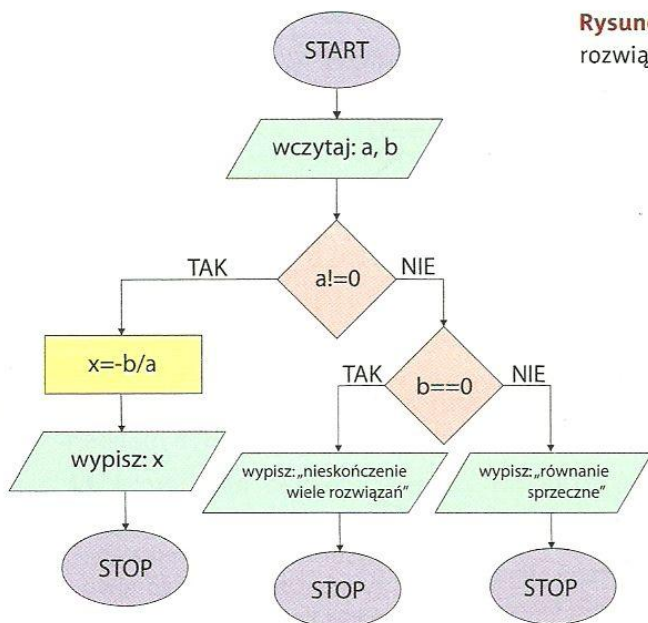 Rysun
rozwią
START
wczytaj: a, b
a!=0
TAK
NIE
x=-b/a
b==0
TAK
NIE
wypisz: x
wypisz:„nieskończenie
wiele rozwiązań”
wypisz:„równanie
sprzeczne”
STOP
STOP
STOP